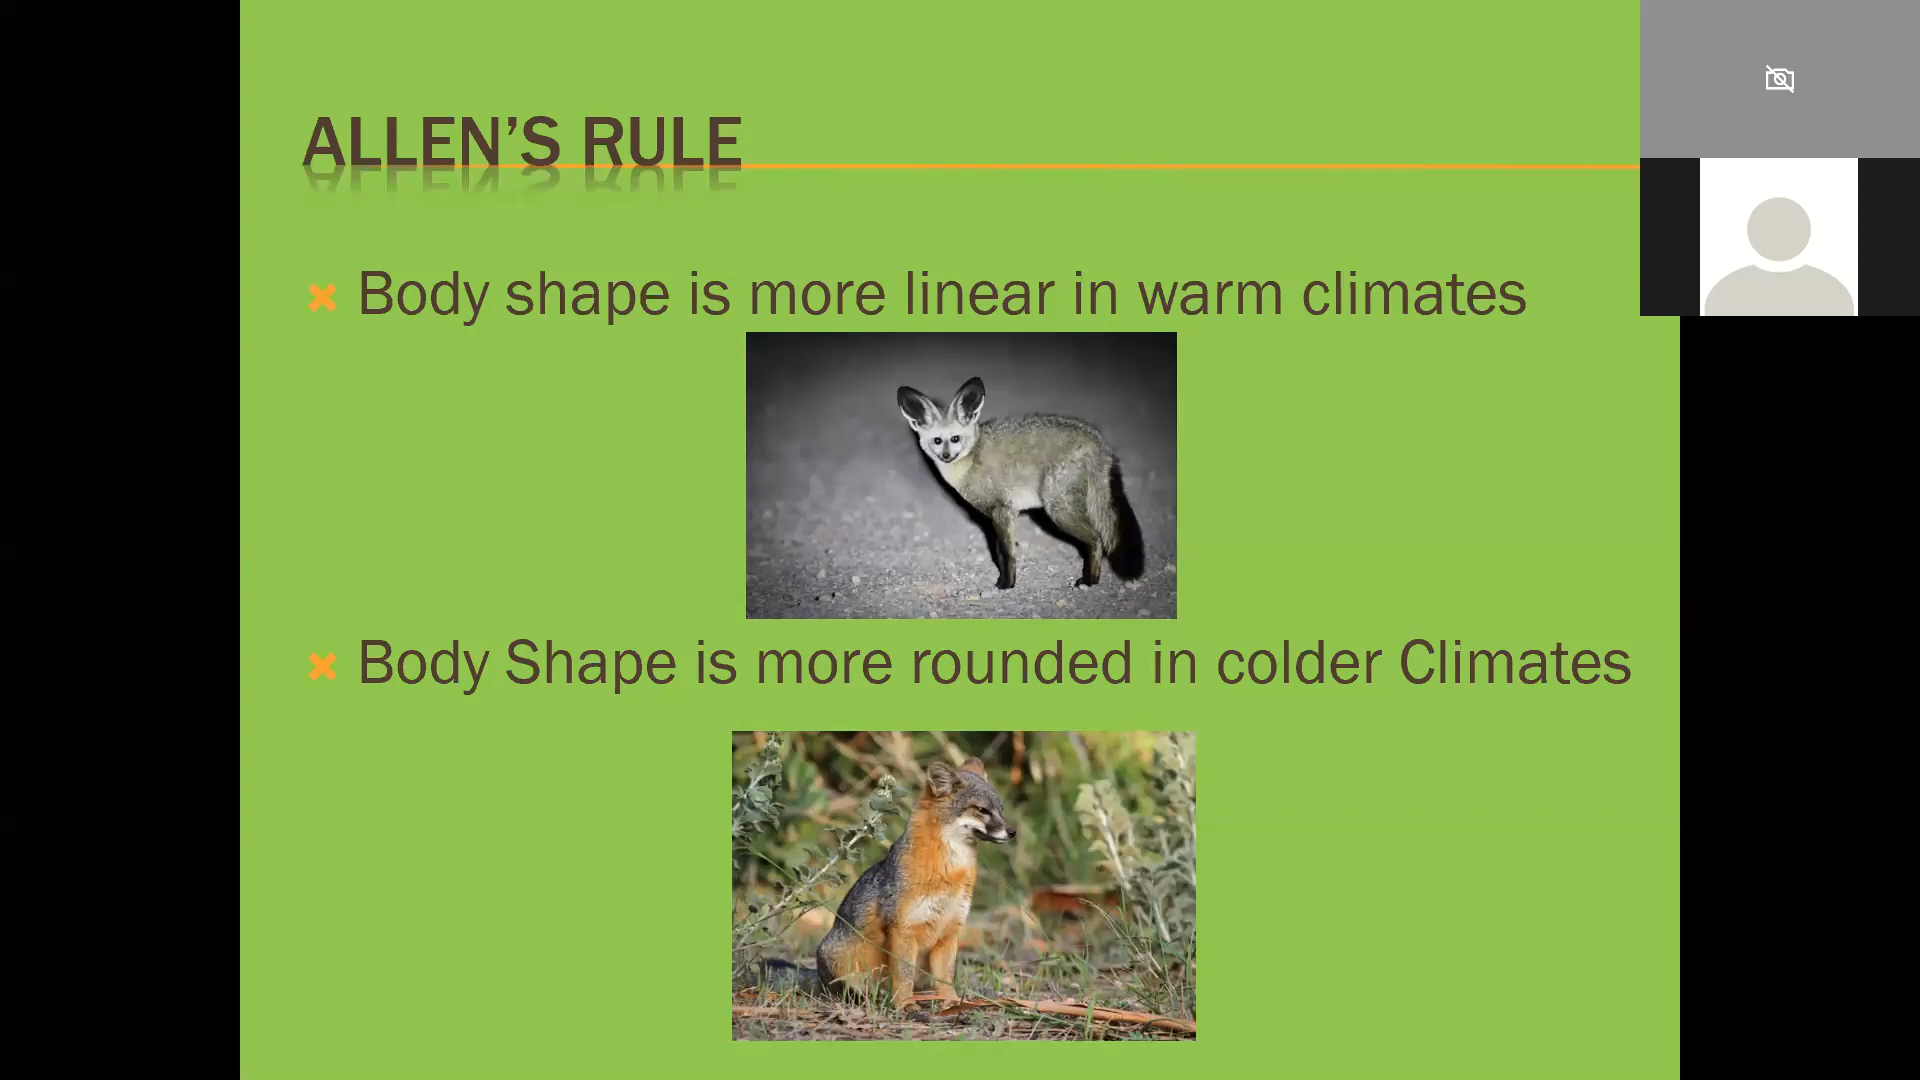 ALLEN’S RULE
Body shape is more linear in warm climates
Body Shape is more rounded in colder Climates